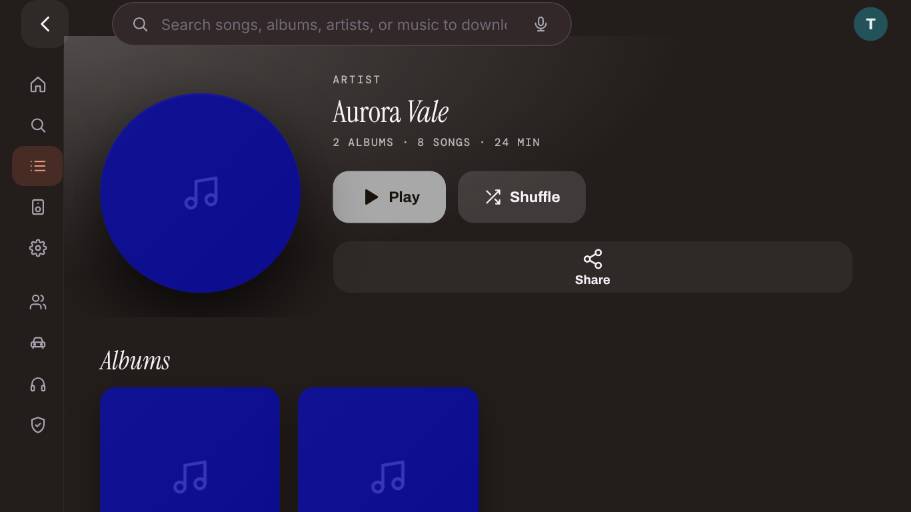 Search songs, albums, artists, or music to downl
T
ARTIST
Aurora Vale
2 ALBUMS · 8 SONGS · 24 MIN
Play
Shuffle
Share
Albums